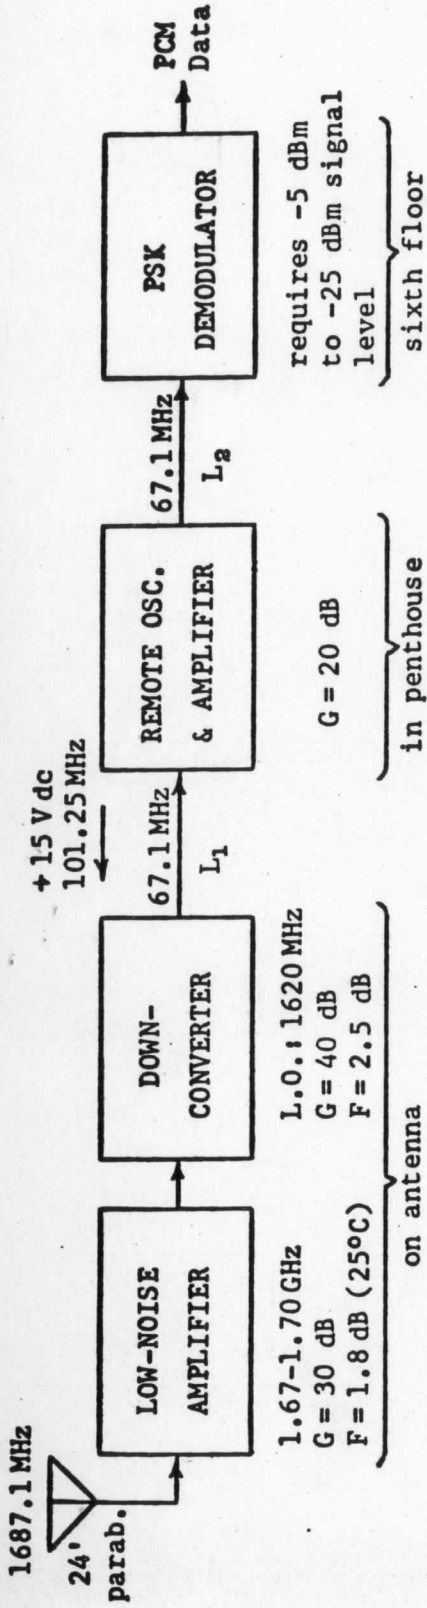 1687.1 MHz
24'
parab.
LOW-NOISE
AMPLIFIER
1.67-1.70 GHz
G = 30 dB
F = 1.8 dB (25°C)
DOWN-
CONVERTER
L.O.: 1620 MHz
G = 40 dB
F = 2.5 dB
on antenna
+15 V dc
101.25 MHz
67.1 MHz
L₁
REMOTE OSC.
& AMPLIFIER
G = 20 dB
in penthouse
67.1 MHz
L₂
PSK
DEMODULATOR
requires -5 dBm
to -25 dBm signal
level
sixth floor
PCM
Data